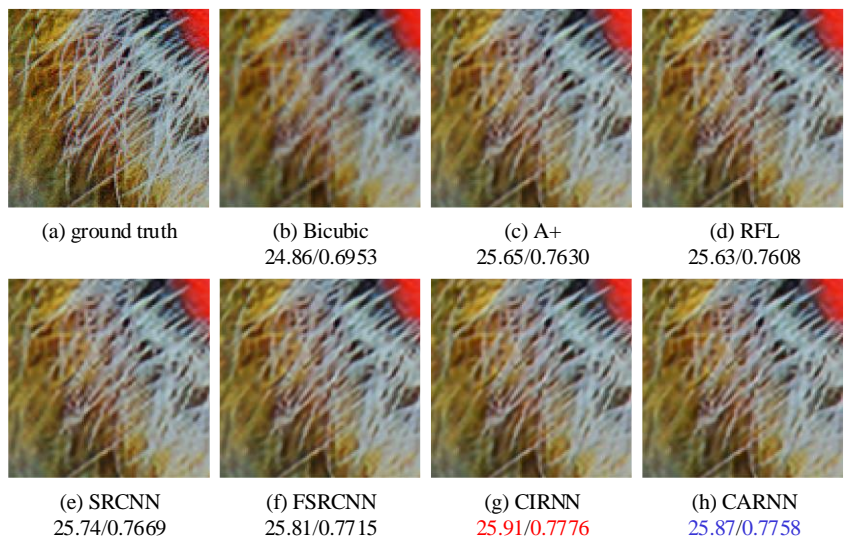 (a) ground truth
(b) Bicubic
24.86/0.6953
(c) A+
25.65/0.7630
(d) RFL
25.63/0.7608
(e) SRCNN
25.74/0.7669
(f) FSRCNN
25.81/0.7715
(g) CIRNN
25.91/0.7776
(h) CARNN
25.87/0.7758